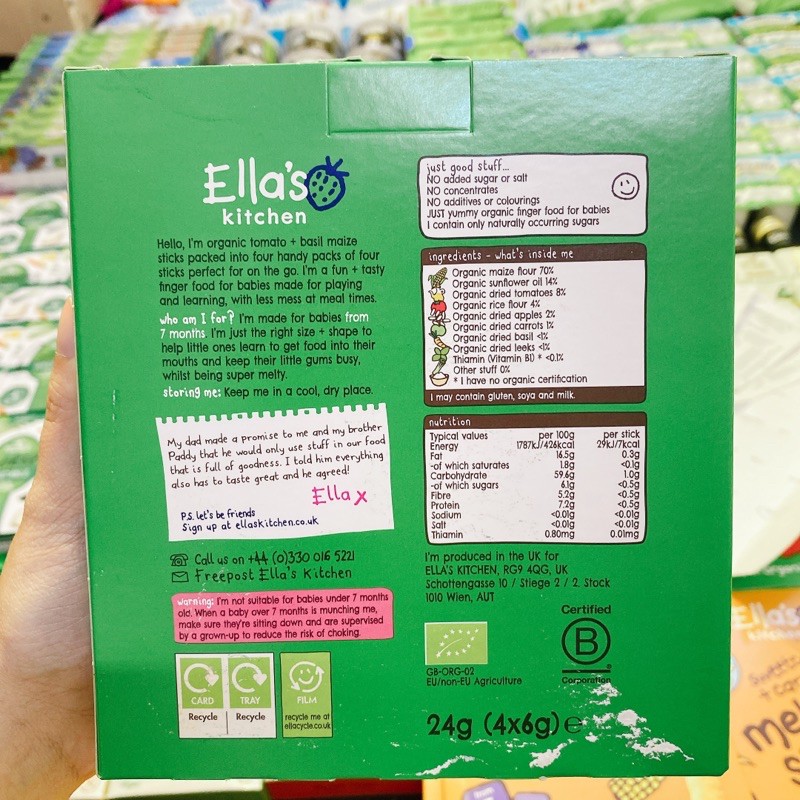 Ella's
kitchen
Hello, I'm organic tomato + basil maize
sticks packed into four handy packs of four
sticks perfect for on the go. I'm a fun + tasty
finger food for babies made for playing
and learning, with less mess at meal times.
who am I for? I'm made for babies from
7 months. I'm just the right size + shape to
help little ones learn to get food into their
mouths and keep their little gums busy,
whilst being super melty.
storing me: Keep me in a cool, dry place.
My dad made a promise to me and my brother
Paddy that he would only use stuff in our food
that is full of goodness. I told him everything
also has to taste great and he agreed!
Ella x
P.S. let's be friends
Sign up at ellaskitchen.co.uk
Call us on +44 (0)330 016 5221
Freepost Ella's Kitchen
warning: I'm not suitable for babies under 7 months
old. When a baby over 7 months is munching me,
make sure they're sitting down and are supervised
by a grown-up to reduce the risk of choking.
CARD TRAY FILM
Recycle Recycle recycle me at
ellacycle.co.uk
just good stuff...
NO added sugar or salt
NO concentrates
NO additives or colourings
JUST yummy organic finger food for babies
I contain only naturally occurring sugars
ingredients - what's inside me
Organic maize flour 70%
Organic sunflower oil 14%
Organic dried tomatoes 8%
Organic rice flour 4%
Organic dried apples 2%
Organic dried carrots 1%
Organic dried basil <1%
Organic dried leeks <1%
Thiamin (Vitamin B1) * <0.1%
Other stuff 0%
* I have no organic certification
I may contain gluten, soya and milk.
nutrition
Typical values per 100g per stick
Energy 1787kJ/426kcal 29kJ/7kcal
Fat 16.5g 0.3g
-of which saturates 1.8g <0.1g
Carbohydrate 59.6g 1.0g
-of which sugars 6.1g <0.5g
Fibre 5.2g <0.5g
Protein 7.2g <0.5g
Sodium <0.01g <0.01g
Salt <0.01g <0.01g
Thiamin 0.80mg 0.01mg
I'm produced in the UK for
ELLA'S KITCHEN, RG9 4QG, UK
Schottengasse 10 / Stiege 2 / 2. Stock
1010 Wien, AUT
GB-ORG-02
EU/non-EU Agriculture
Certified
B
Corporation
24g (4x6g) e
Ella's